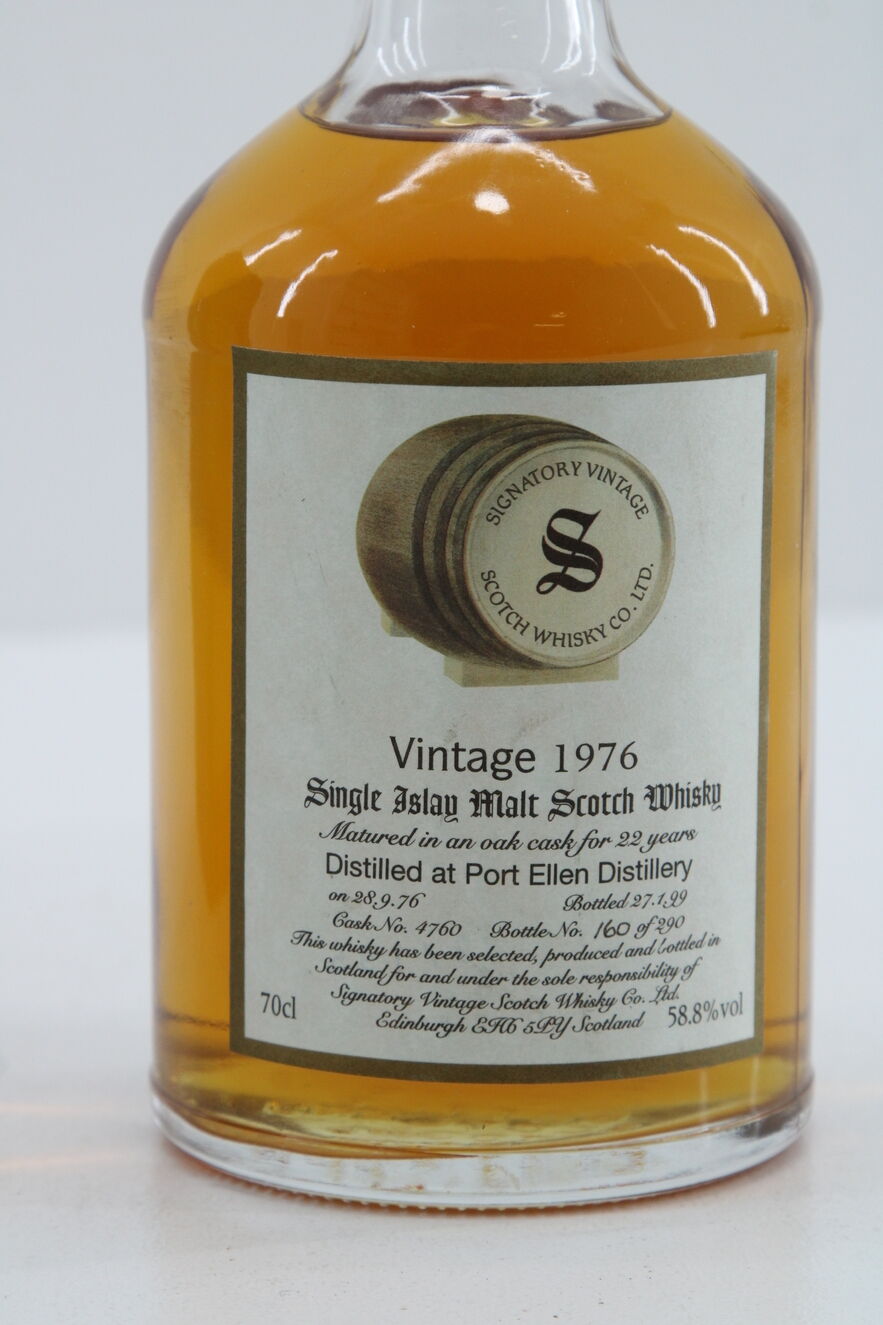 SIGNATORY VINTAGE
S
SCOTCH WHISKY CO. LTD.
Vintage 1976
Single Islay Malt Scotch Whisky
Matured in an oak cask for 22 years
Distilled at Port Ellen Distillery
on 28.9.76 Bottled 27.1.99
Cask No. 4760 Bottle No. 160 of 290
This whisky has been selected, produced and bottled in
Scotland for and under the sole responsibility of
Signatory Vintage Scotch Whisky Co. Ltd.
Edinburgh EH6 5PY Scotland
70cl 58.8%vol